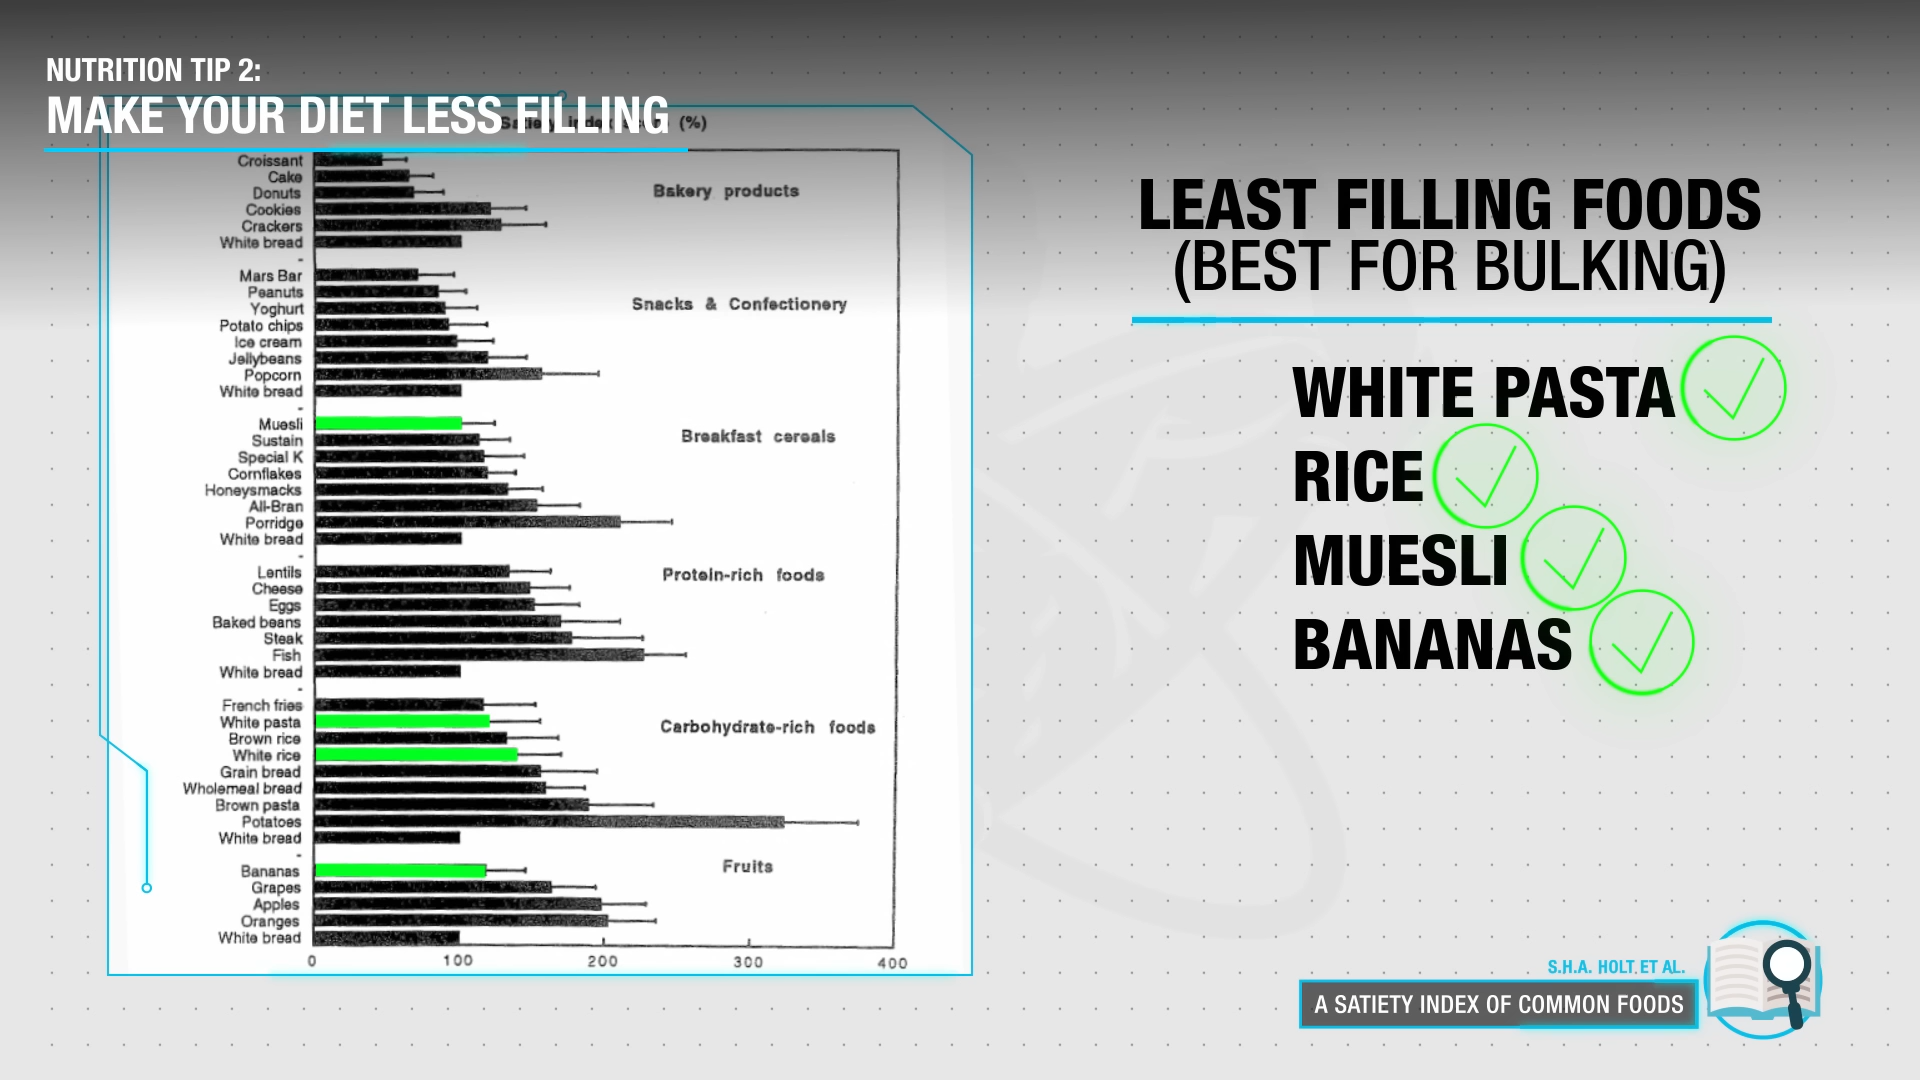 NUTRITION TIP 2:
MAKE YOUR DIET LESS FILLING
Satiety index score (%)
Croissant
Cake
Donuts
Cookies
Crackers
White bread
-
Bakery products
Mars Bar
Peanuts
Yoghurt
Potato chips
Ice cream
Jellybeans
Popcorn
White bread
-
Snacks & Confectionery
Muesli
Sustain
Special K
Cornflakes
Honeysmacks
All-Bran
Porridge
White bread
-
Breakfast cereals
Lentils
Cheese
Eggs
Baked beans
Steak
Fish
White bread
-
Protein-rich foods
French fries
White pasta
Brown rice
White rice
Grain bread
Wholemeal bread
Brown pasta
Potatoes
White bread
-
Carbohydrate-rich foods
Bananas
Grapes
Apples
Oranges
White bread
Fruits
0 100 200 300 400
LEAST FILLING FOODS
(BEST FOR BULKING)
WHITE PASTA
RICE
MUESLI
BANANAS
S.H.A. HOLT ET AL.
A SATIETY INDEX OF COMMON FOODS